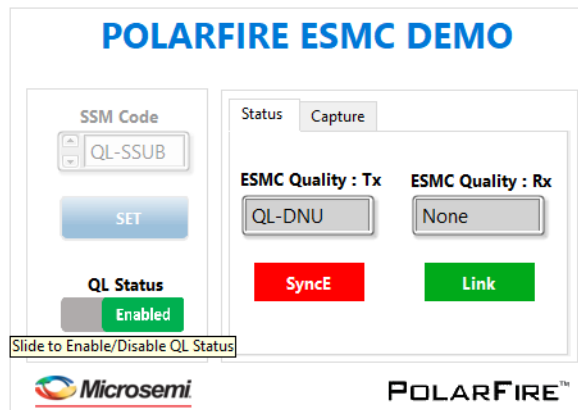 POLARFIRE ESMC DEMO
SSM Code
QL-SSUB
SET
QL Status
Enabled
Slide to Enable/Disable QL Status
Status
Capture
ESMC Quality : Tx
ESMC Quality : Rx
QL-DNU
None
SyncE
Link
Microsemi.
POLARFIRE™